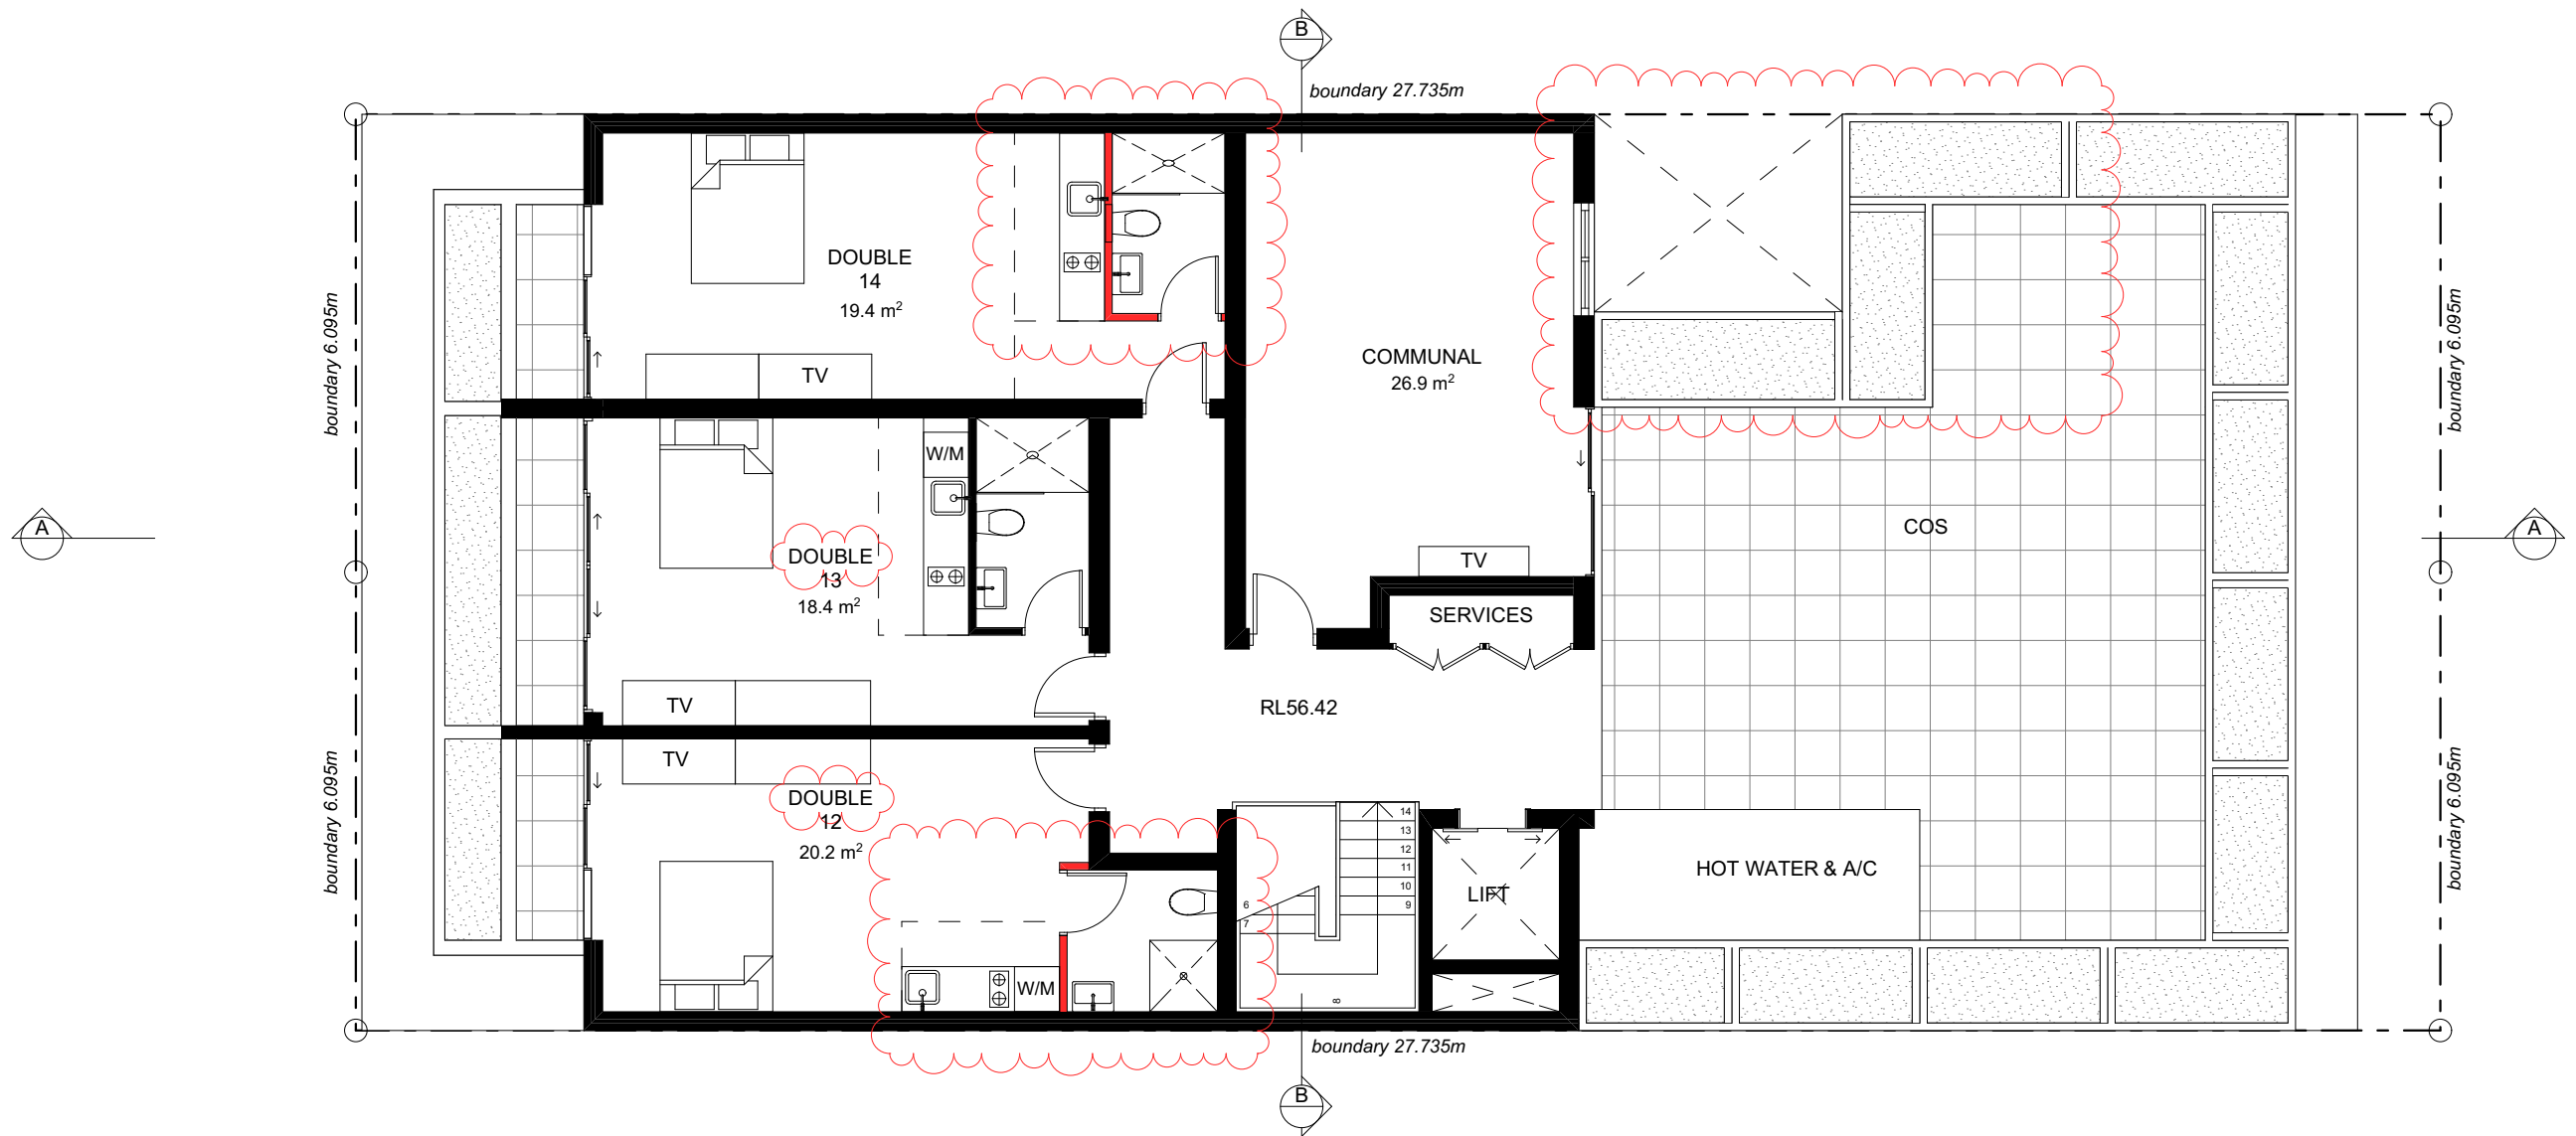 B
boundary 27.735m
boundary 6.095m
boundary 6.095m
DOUBLE
14
19.4 m²
TV
COMMUNAL
26.9 m²
W/M
A
DOUBLE
13
18.4 m²
COS
A
TV
SERVICES
TV
RL56.42
TV
boundary 6.095m
boundary 6.095m
DOUBLE
12
20.2 m²
14
13
12
11
10
9
6
7
8
LIFT
HOT WATER & A/C
W/M
boundary 27.735m
B